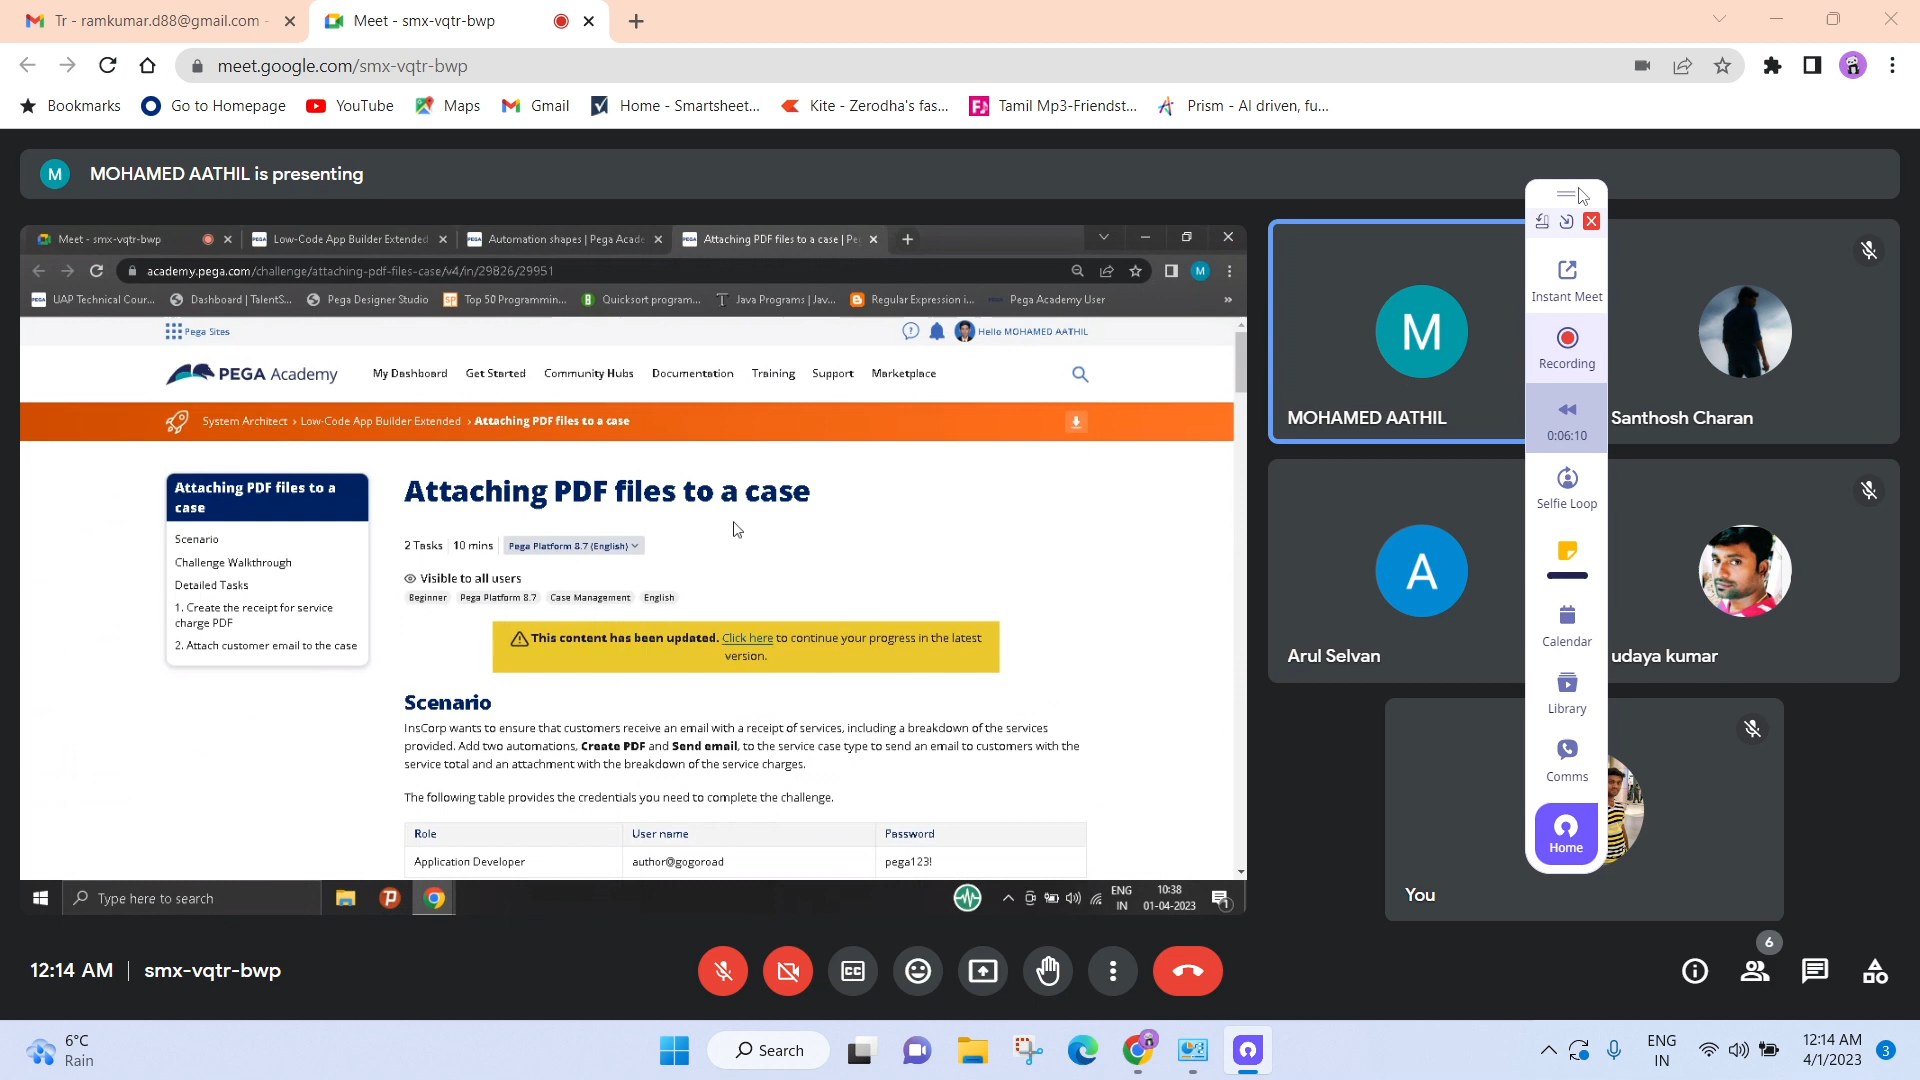 Tr - ramkumar.d88@gmail.com -
Meet - smx-vqtr-bwp
meet.google.com/smx-vqtr-bwp
Bookmarks
Go to Homepage
YouTube
Maps
Gmail
Home - Smartsheet...
Kite - Zerodha's fas...
Tamil Mp3-Friendst...
Prism - AI driven, fu...
M
MOHAMED AATHIL is presenting
Meet - smx-vqtr-bwp
Low-Code App Builder Extended
Automation shapes | Pega Acade
Attaching PDF files to a case | Pe
academy.pega.com/challenge/attaching-pdf-files-case/v4/in/29826/29951
M
UAP Technical Cour...
Dashboard | TalentS...
Pega Designer Studio
Top 50 Programmin...
Quicksort program...
Java Programs | Jav...
Regular Expression i...
Pega Academy User
»
Pega Sites
Hello MOHAMED AATHIL
PEGA Academy
My Dashboard
Get Started
Community Hubs
Documentation
Training
Support
Marketplace
System Architect › Low-Code App Builder Extended › Attaching PDF files to a case
Attaching PDF files to a
case
Scenario
Challenge Walkthrough
Detailed Tasks
1. Create the receipt for service
charge PDF
2. Attach customer email to the case
Attaching PDF files to a case
2 Tasks
10 mins
Pega Platform 8.7 (English)
Visible to all users
Beginner
Pega Platform 8.7
Case Management
English
This content has been updated. Click here to continue your progress in the latest
version.
Scenario
InsCorp wants to ensure that customers receive an email with a receipt of services, including a breakdown of the services
provided. Add two automations, Create PDF and Send email, to the service case type to send an email to customers with the
service total and an attachment with the breakdown of the service charges.
The following table provides the credentials you need to complete the challenge.
Role
User name
Password
Application Developer
author@gogoroad
pega123!
Type here to search
ENG
IN
10:38
01-04-2023
1
M
MOHAMED AATHIL
Santhosh Charan
A
Arul Selvan
udaya kumar
You
Instant Meet
Recording
0:06:10
Selfie Loop
Calendar
Library
Comms
Home
12:14 AM | smx-vqtr-bwp
CC
6
6°C
Rain
Search
ENG
IN
12:14 AM
4/1/2023
3